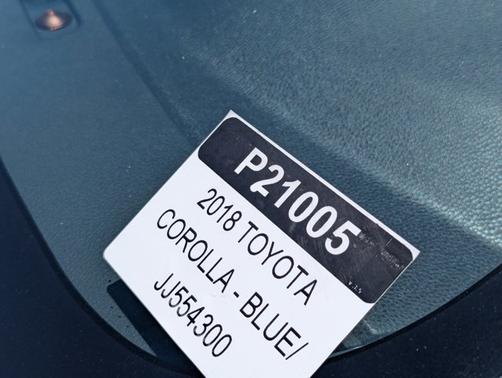 P21005
2018 TOYOTA
COROLLA - BLUE/
JJ554300